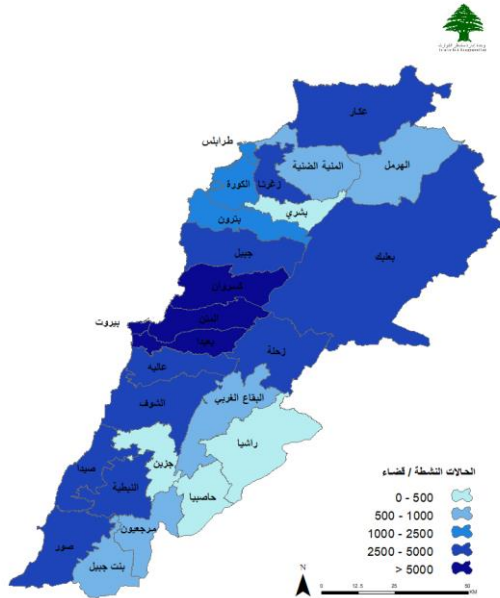 عكار
طرابلس
المنية الضنية
الهرمل
زغرتا
الكورة
بشري
بترون
بعلبك
جبيل
كسروان
المتن
بيروت
بعبدا
زحلة
عاليه
البقاع الغربي
الشوف
راشيا
جزين
صيدا
النبطية
حاصبيا
مرجعيون
صور
بنت جبيل
الحالات النشطة / قضاء
0 - 500
500 - 1000
1000 - 2500
2500 - 5000
> 5000
N
0 12.5 25 50
KM